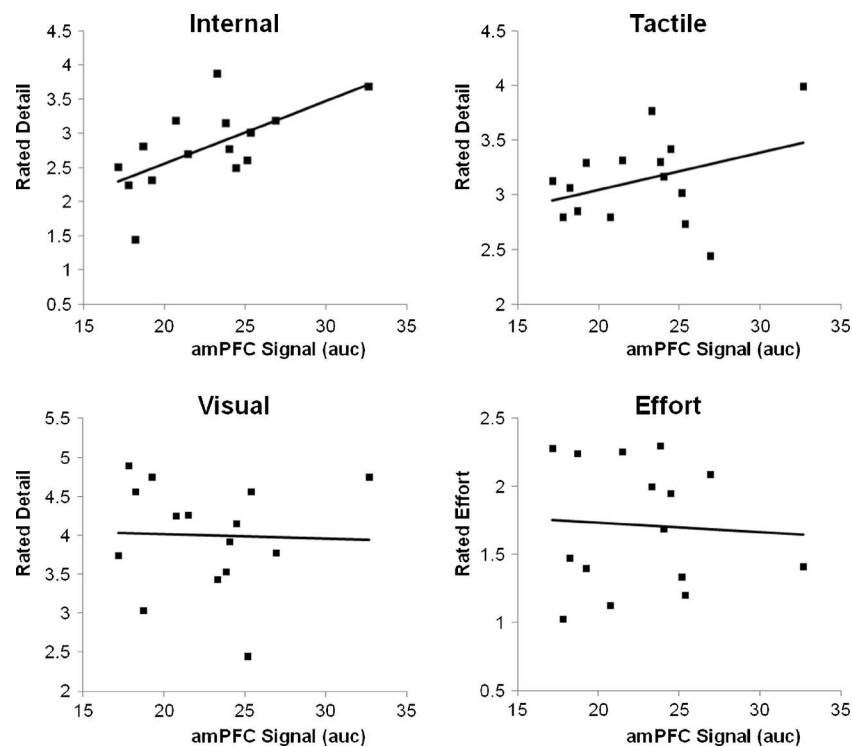 Internal
Rated Detail
4.5
4
3.5
3
2.5
2
1.5
1
0.5
15 20 25 30 35
amPFC Signal (auc)
Tactile
Rated Detail
4.5
4
3.5
3
2.5
2
15 20 25 30 35
amPFC Signal (auc)
Visual
Rated Detail
5.5
5
4.5
4
3.5
3
2.5
2
15 20 25 30 35
amPFC Signal (auc)
Effort
Rated Effort
2.5
2
1.5
1
0.5
15 20 25 30 35
amPFC Signal (auc)